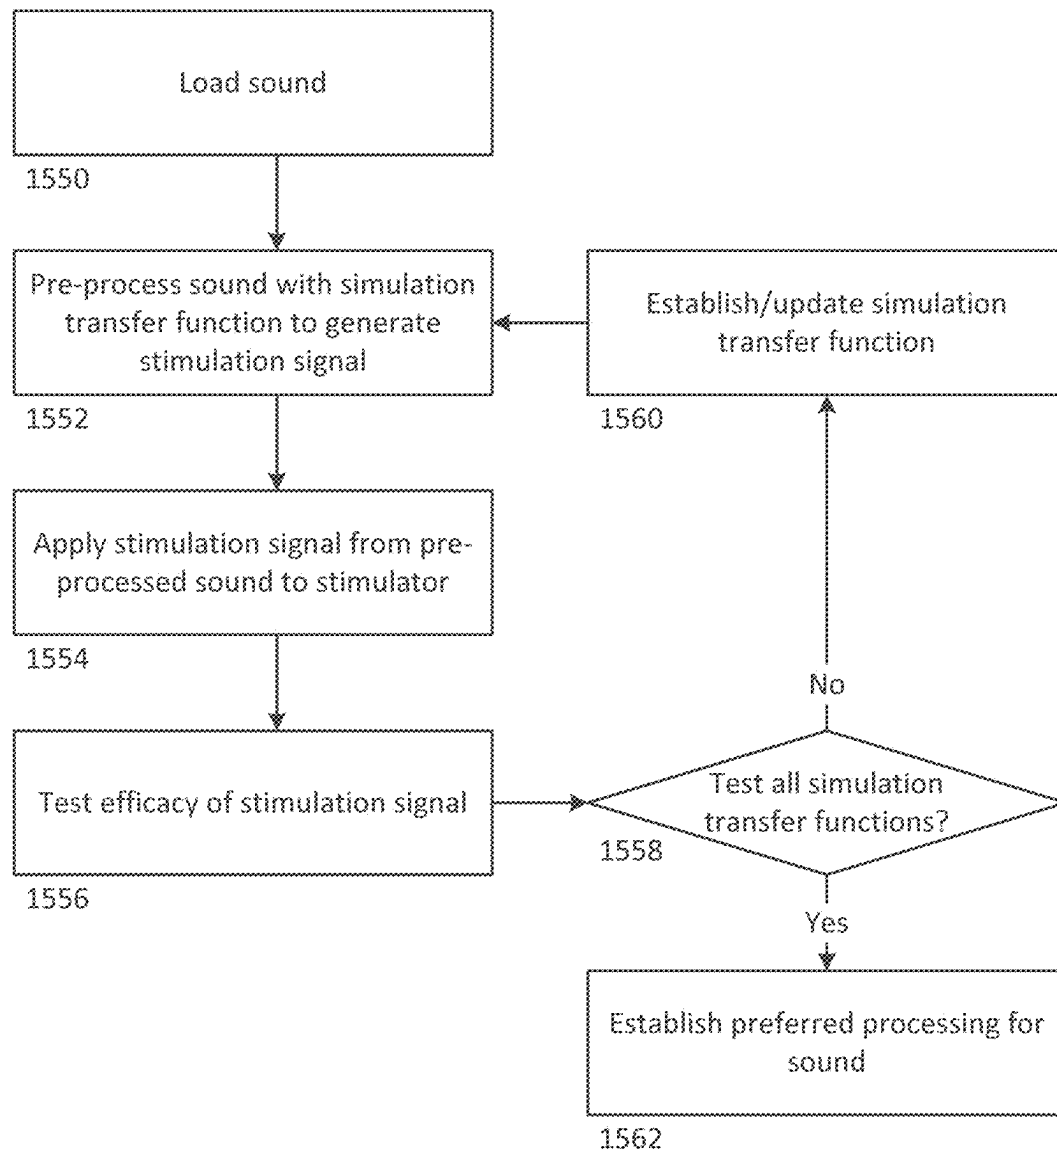 Load sound
1550
Pre-process sound with simulation
transfer function to generate
stimulation signal
1552
Establish/update simulation
transfer function
1560
Apply stimulation signal from pre-
processed sound to stimulator
1554
No
Test efficacy of stimulation signal
1556
Test all simulation
transfer functions?
1558
Yes
Establish preferred processing for
sound
1562